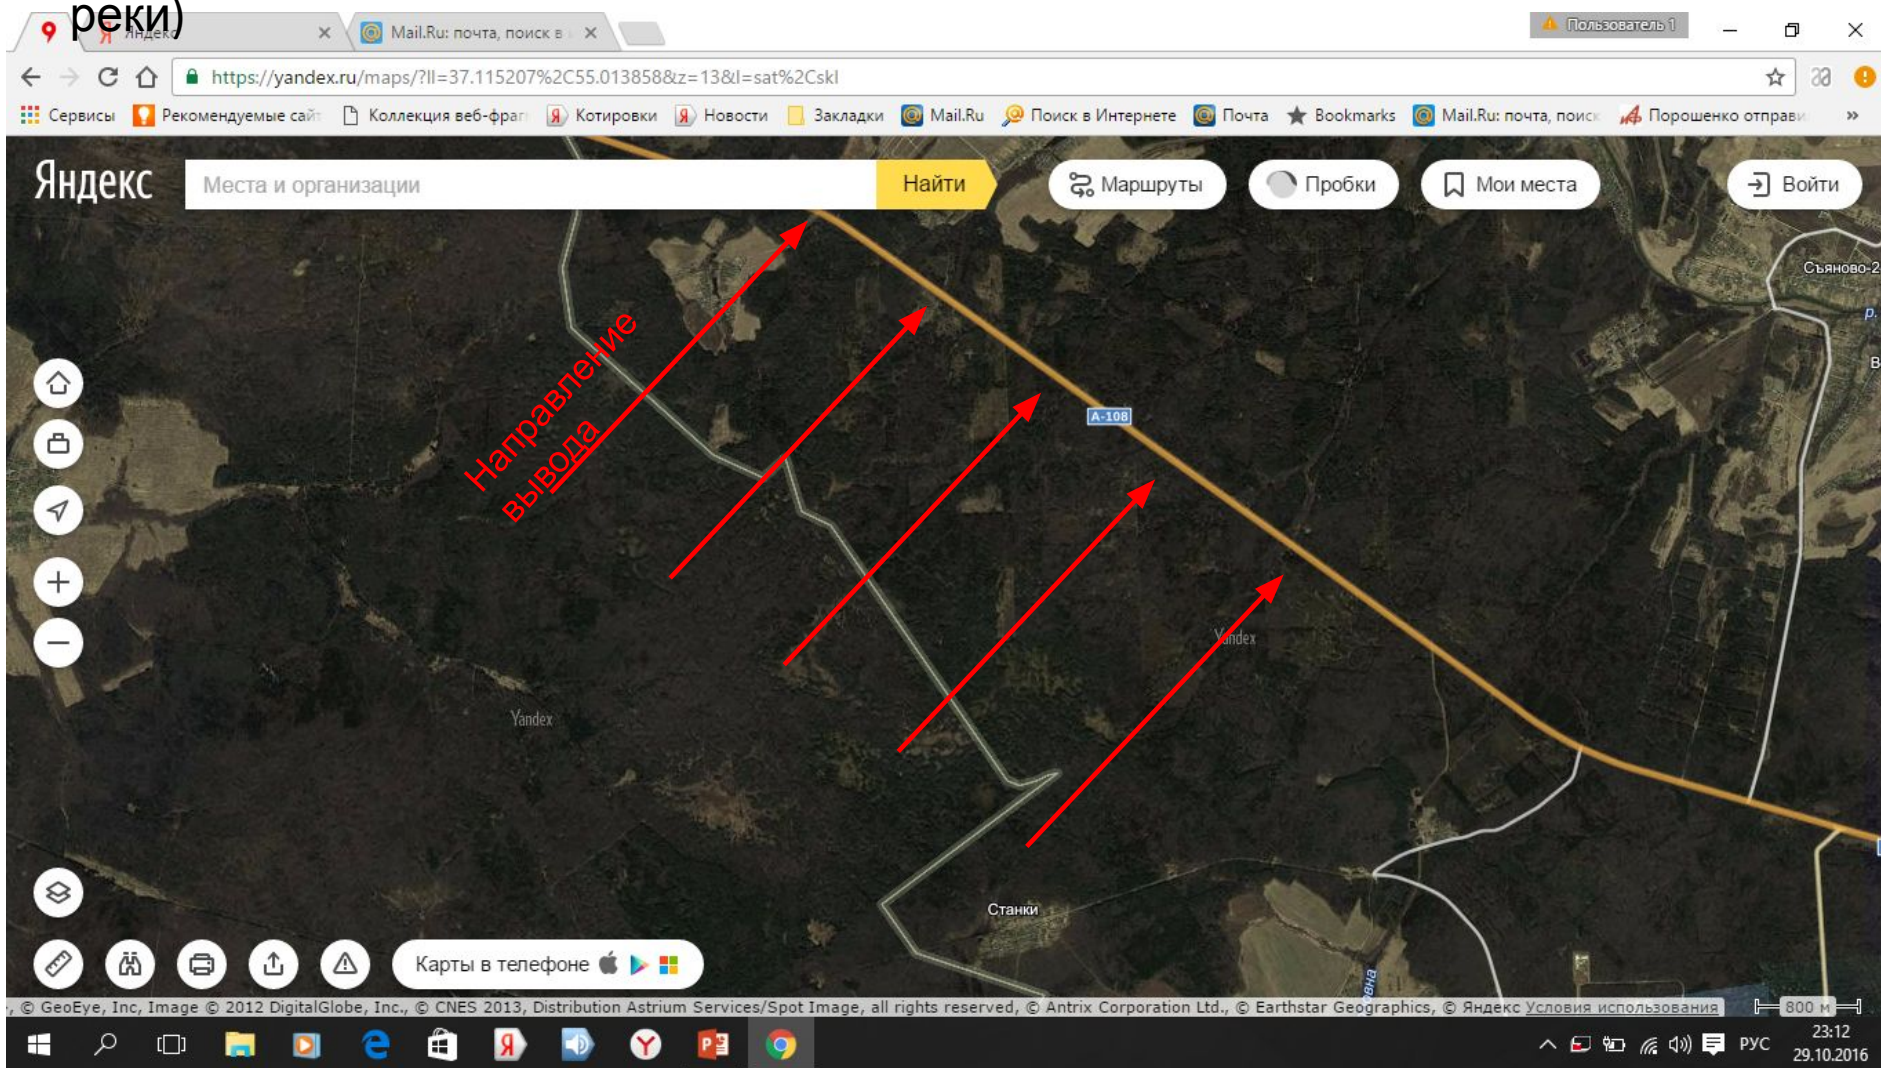 реки)
Яндекс
Mail.Ru: почта, поиск в
Пользователь 1
https://yandex.ru/maps/?ll=37.115207%2C55.013858&z=13&l=sat%2Cskl
Сервисы Рекомендуемые сайт Коллекция веб-фраг Котировки Новости Закладки Mail.Ru Поиск в Интернете Почта Bookmarks Mail.Ru: почта, поиск Порошенко отправи »
Яндекс Места и организации Найти Маршруты Пробки Мои места Войти
Съяново-2
р.
В
Направление
вывода
А-108
Yandex
Yandex
Станки
овна
Карты в телефоне
, © GeoEye, Inc, Image © 2012 DigitalGlobe, Inc., © CNES 2013, Distribution Astrium Services/Spot Image, all rights reserved, © Antrix Corporation Ltd., © Earthstar Geographics, © Яндекс Условия использования 800 м
РУС 23:12
29.10.2016